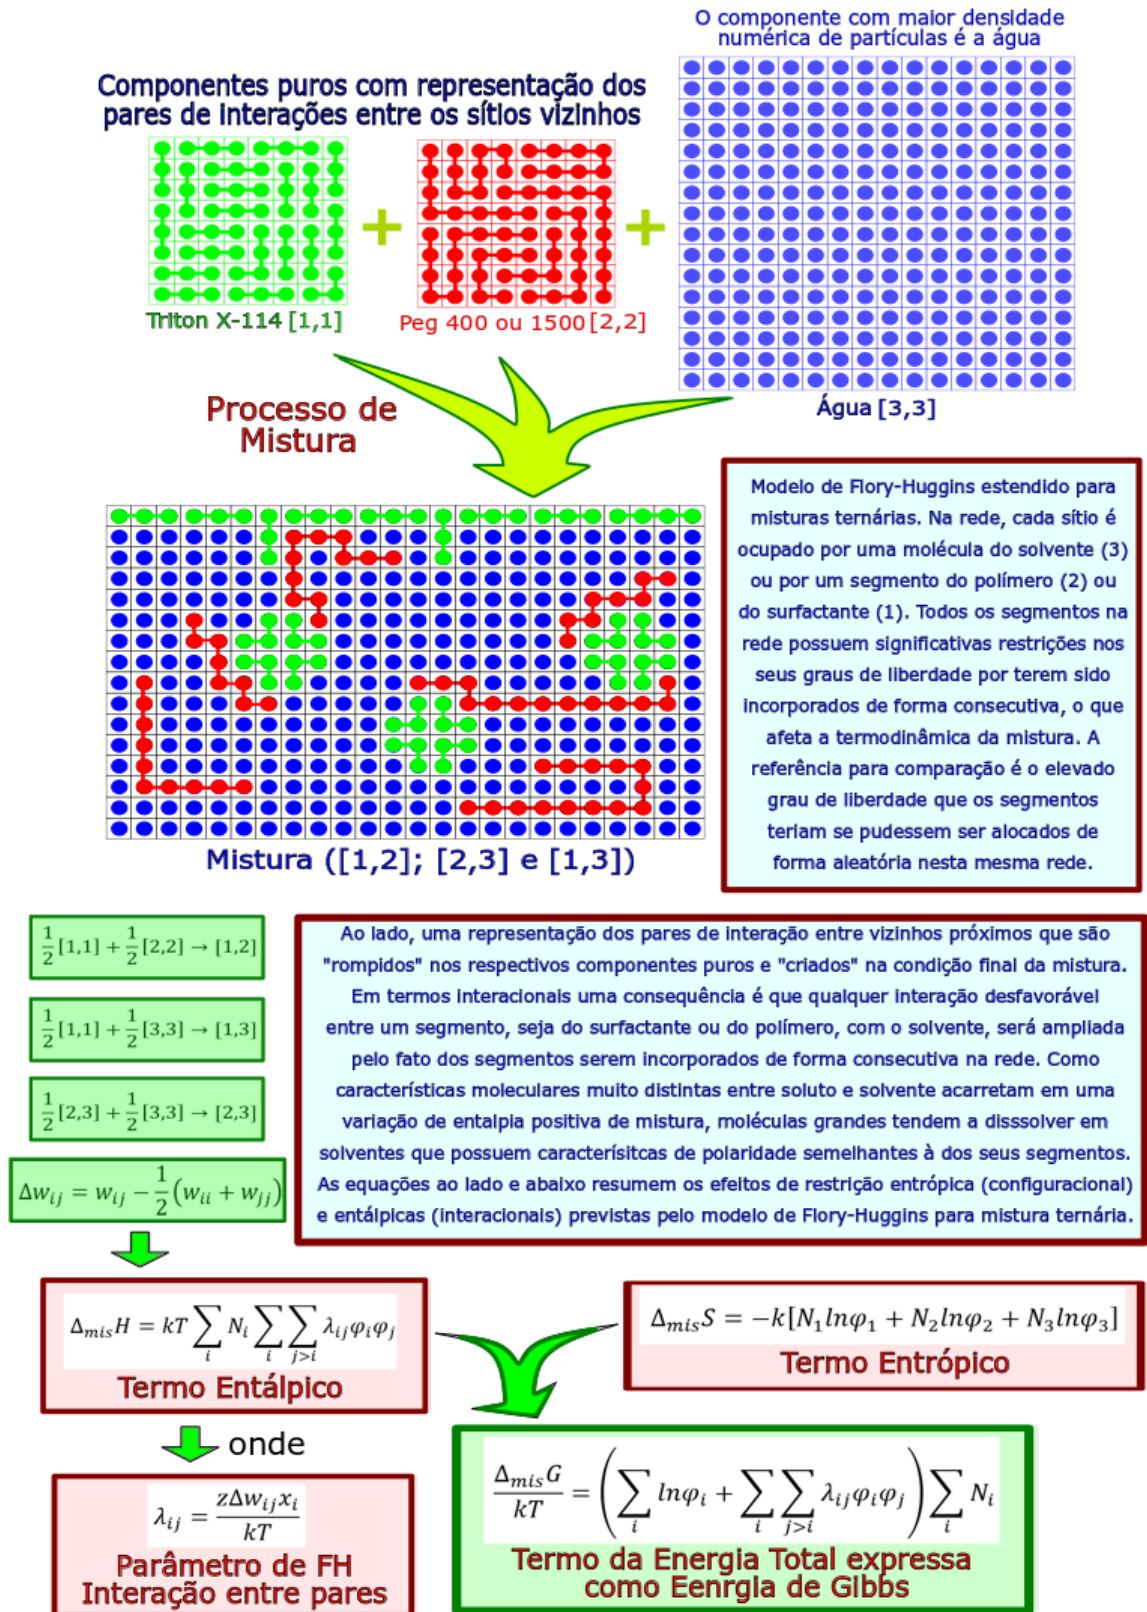 O componente com maior densidade
numérica de partículas é a água
Componentes puros com representação dos
pares de interações entre os sítios vizinhos
+
+
Triton X-114 [1,1]
Peg 400 ou 1500 [2,2]
Água [3,3]
Processo de
Mistura
Modelo de Flory-Huggins estendido para
misturas ternárias. Na rede, cada sítio é
ocupado por uma molécula do solvente (3)
ou por um segmento do polímero (2) ou
do surfactante (1). Todos os segmentos na
rede possuem significativas restrições nos
seus graus de liberdade por terem sido
incorporados de forma consecutiva, o que
afeta a termodinâmica da mistura. A
referência para comparação é o elevado
grau de liberdade que os segmentos
teriam se pudessem ser alocados de
forma aleatória nesta mesma rede.
Mistura ([1,2]; [2,3] e [1,3])
1/2 [1,1] + 1/2 [2,2] → [1,2]
1/2 [1,1] + 1/2 [3,3] → [1,3]
1/2 [2,3] + 1/2 [3,3] → [2,3]
Δw_ij = w_ij − 1/2 (w_ii + w_jj)
Ao lado, uma representação dos pares de interação entre vizinhos próximos que são
"rompidos" nos respectivos componentes puros e "criados" na condição final da mistura.
Em termos interacionais uma consequência é que qualquer interação desfavorável
entre um segmento, seja do surfactante ou do polímero, com o solvente, será ampliada
pelo fato dos segmentos serem incorporados de forma consecutiva na rede. Como
características moleculares muito distintas entre soluto e solvente acarretam em uma
variação de entalpia positiva de mistura, moléculas grandes tendem a disssolver em
solventes que possuem caracterísitcas de polaridade semelhantes à dos seus segmentos.
As equações ao lado e abaixo resumem os efeitos de restrição entrópica (configuracional)
e entálpicas (interacionais) previstas pelo modelo de Flory-Huggins para mistura ternária.
Δ_mis H = kT ∑_i N_i ∑_i ∑_{j>i} λ_ij φ_i φ_j
Termo Entálpico
Δ_mis S = −k[N_1 lnφ_1 + N_2 lnφ_2 + N_3 lnφ_3]
Termo Entrópico
onde
λ_ij = zΔw_ij x_i / kT
Parâmetro de FH
Interação entre pares
Δ_mis G / kT = (∑_i lnφ_i + ∑_i ∑_{j>i} λ_ij φ_i φ_j) ∑_i N_i
Termo da Energia Total expressa
como Eenrgia de Gibbs